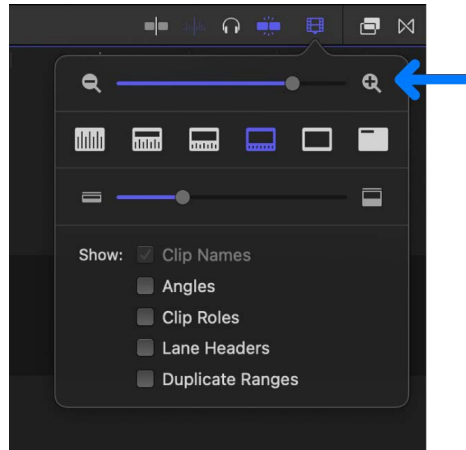 Show: Clip Names
Angles
Clip Roles
Lane Headers
Duplicate Ranges